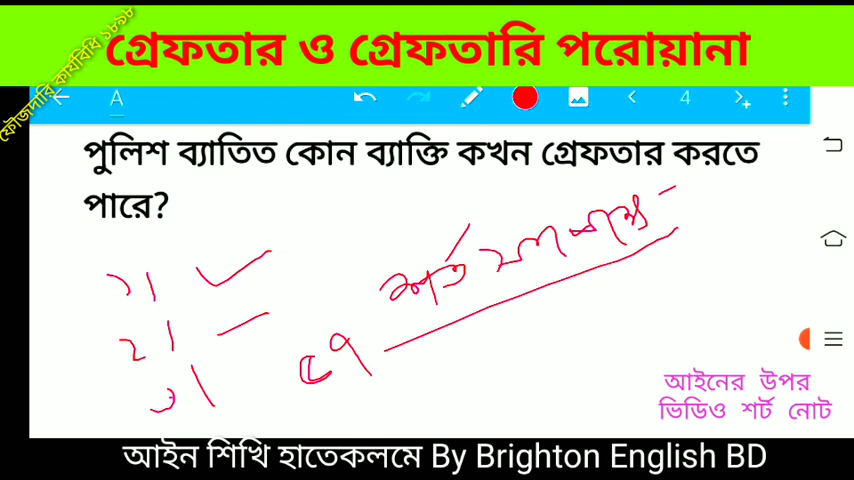 গ্রেফতার ও গ্রেফতারি পরোয়ানা
ফৌজদারি কার্যবিধি ১৮৯৮
A
4
পুলিশ ব্যাতিত কোন ব্যাক্তি কখন গ্রেফতার করতে
পারে?
১।
২।
৩।
৫৭
আইনের উপর
ভিডিও শর্ট নোট
আইন শিখি হাতেকলমে By Brighton English BD